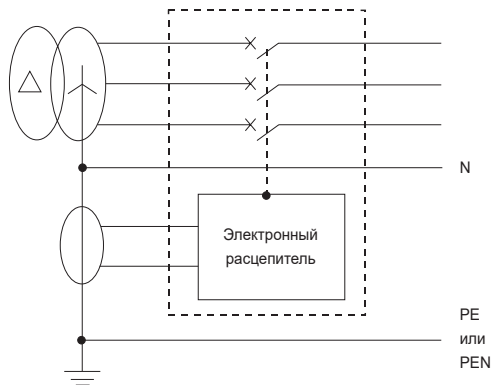 N
Электронный
расцепитель
PE
или
PEN